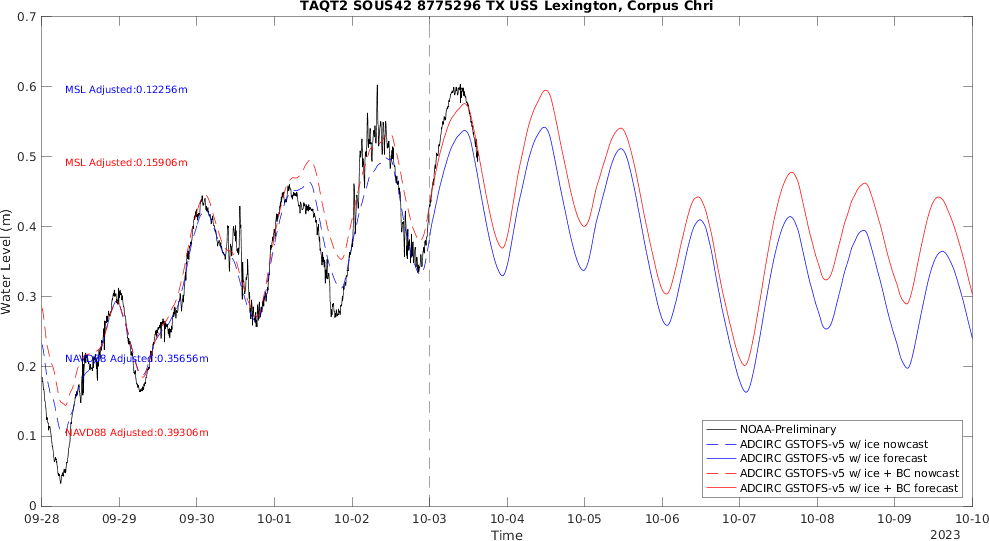 TAQT2 SOUS42 8775296 TX USS Lexington, Corpus Chri
0.7
0.6
0.5
0.4
0.3
0.2
0.1
0
Water Level (m)
MSL Adjusted:0.12256m
MSL Adjusted:0.15906m
NAVD88 Adjusted:0.35656m
NAVD88 Adjusted:0.39306m
NOAA-Preliminary
ADCIRC GSTOFS-v5 w/ ice nowcast
ADCIRC GSTOFS-v5 w/ ice forecast
ADCIRC GSTOFS-v5 w/ ice + BC nowcast
ADCIRC GSTOFS-v5 w/ ice + BC forecast
09-28 09-29 09-30 10-01 10-02 10-03 10-04 10-05 10-06 10-07 10-08 10-09 10-10
Time
2023